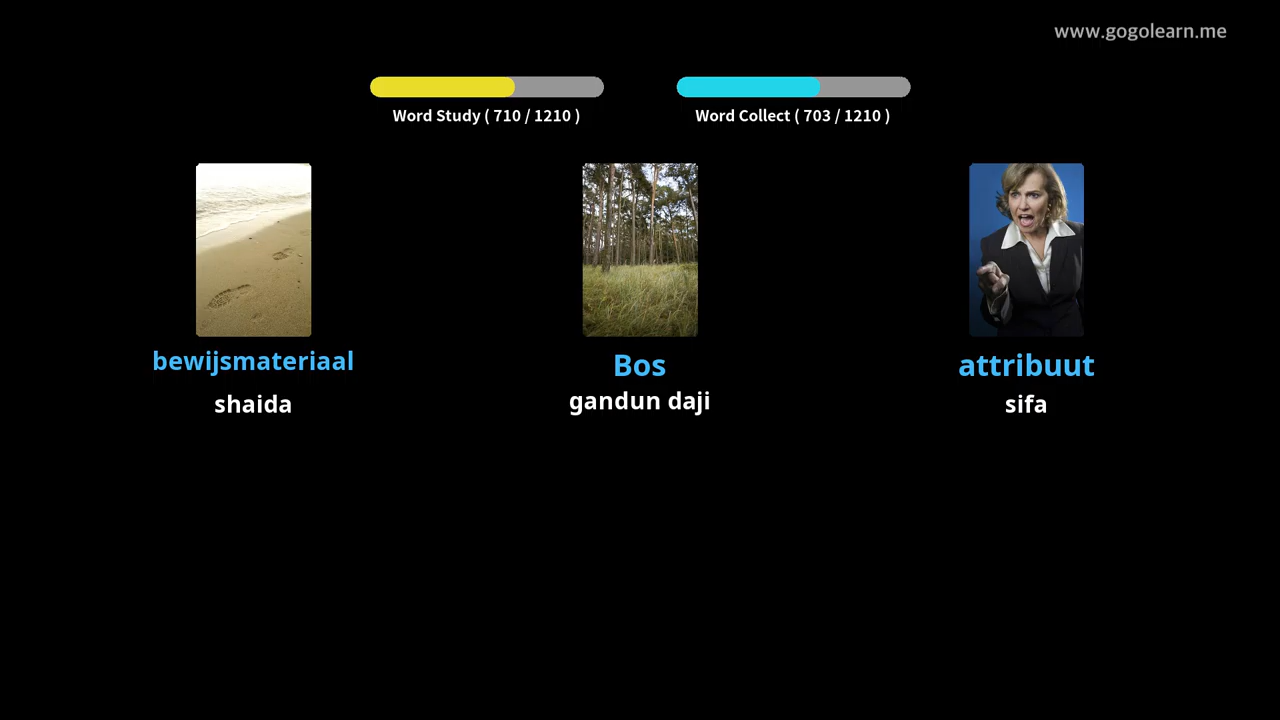 www.gogolearn.me
Word Study ( 710 / 1210 )
Word Collect ( 703 / 1210 )
bewijsmateriaal
shaida
Bos
gandun daji
attribuut
sifa